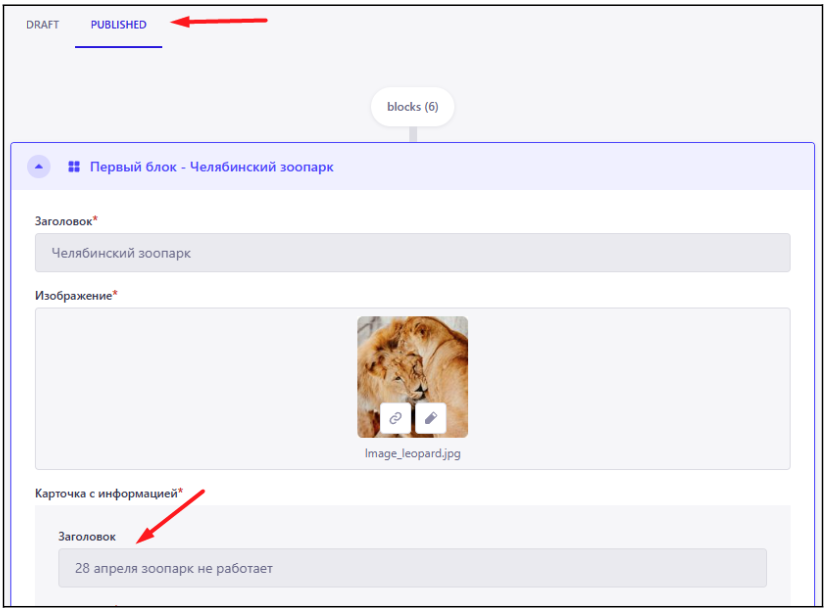 DRAFT PUBLISHED
blocks (6)
Первый блок - Челябинский зоопарк
Заголовок*
Челябинский зоопарк
Изображение*
Image_leopard.jpg
Карточка с информацией*
Заголовок
28 апреля зоопарк не работает